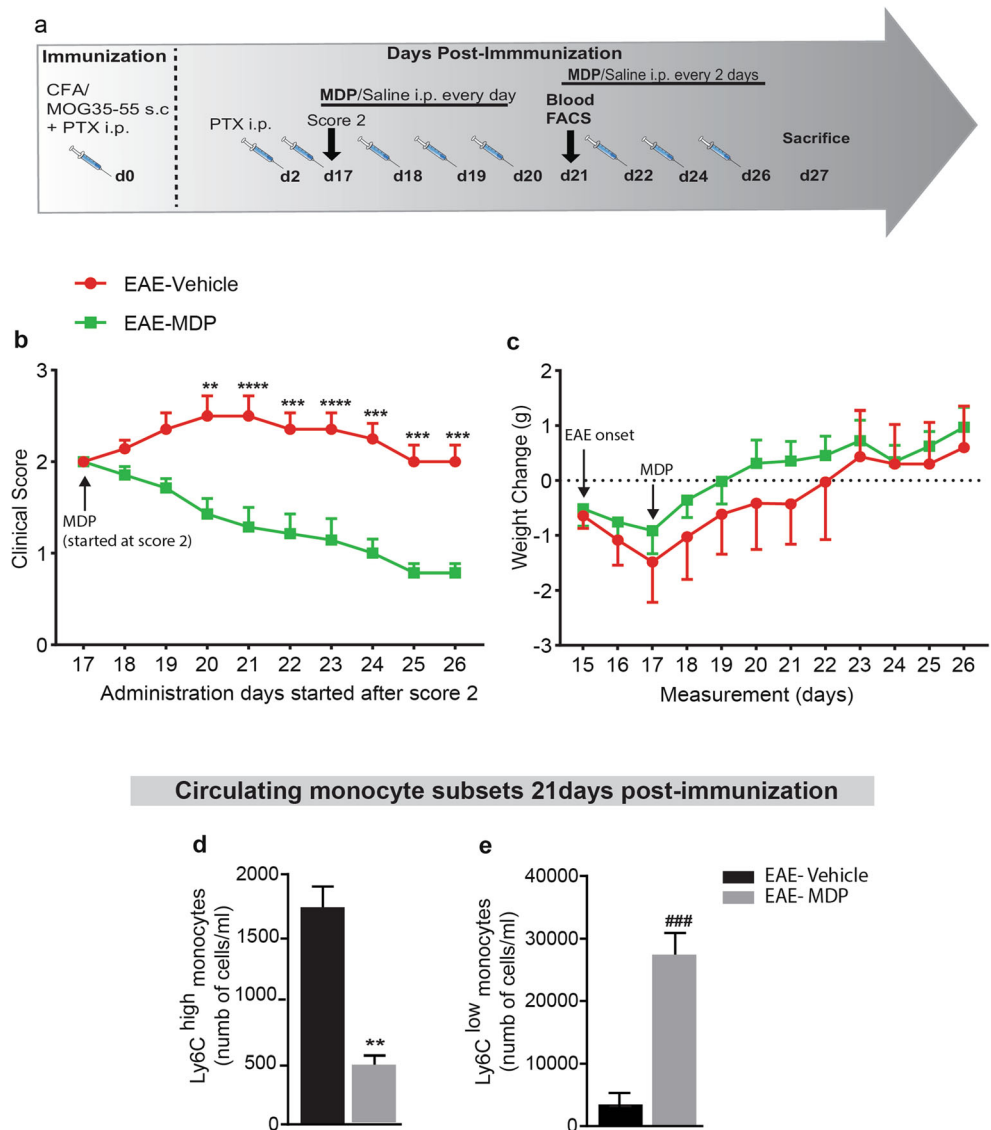 a
Immunization
Days Post-Immmunization
CFA/
MOG35-55 s.c
+ PTX i.p.
MDP/Saline i.p. every day
MDP/Saline i.p. every 2 days
PTX i.p.
Score 2
Blood
FACS
Sacrifice
d0
d2
d17
d18
d19
d20
d21
d22
d24
d26
d27
EAE-Vehicle
EAE-MDP
b
Clinical Score
3
2
1
0
** **** *** **** *** *** ***
MDP
(started at score 2)
17 18 19 20 21 22 23 24 25 26
Administration days started after score 2
c
Weight Change (g)
2
1
0
-1
-2
-3
EAE onset
MDP
15 16 17 18 19 20 21 22 23 24 25 26
Measurement (days)
Circulating monocyte subsets 21days post-immunization
d
Ly6C high monocytes
(numb of cells/ml)
2000
1500
1000
500
0
**
e
Ly6C low monocytes
(numb of cells/ml)
40000
30000
20000
10000
0
###
EAE- Vehicle
EAE- MDP